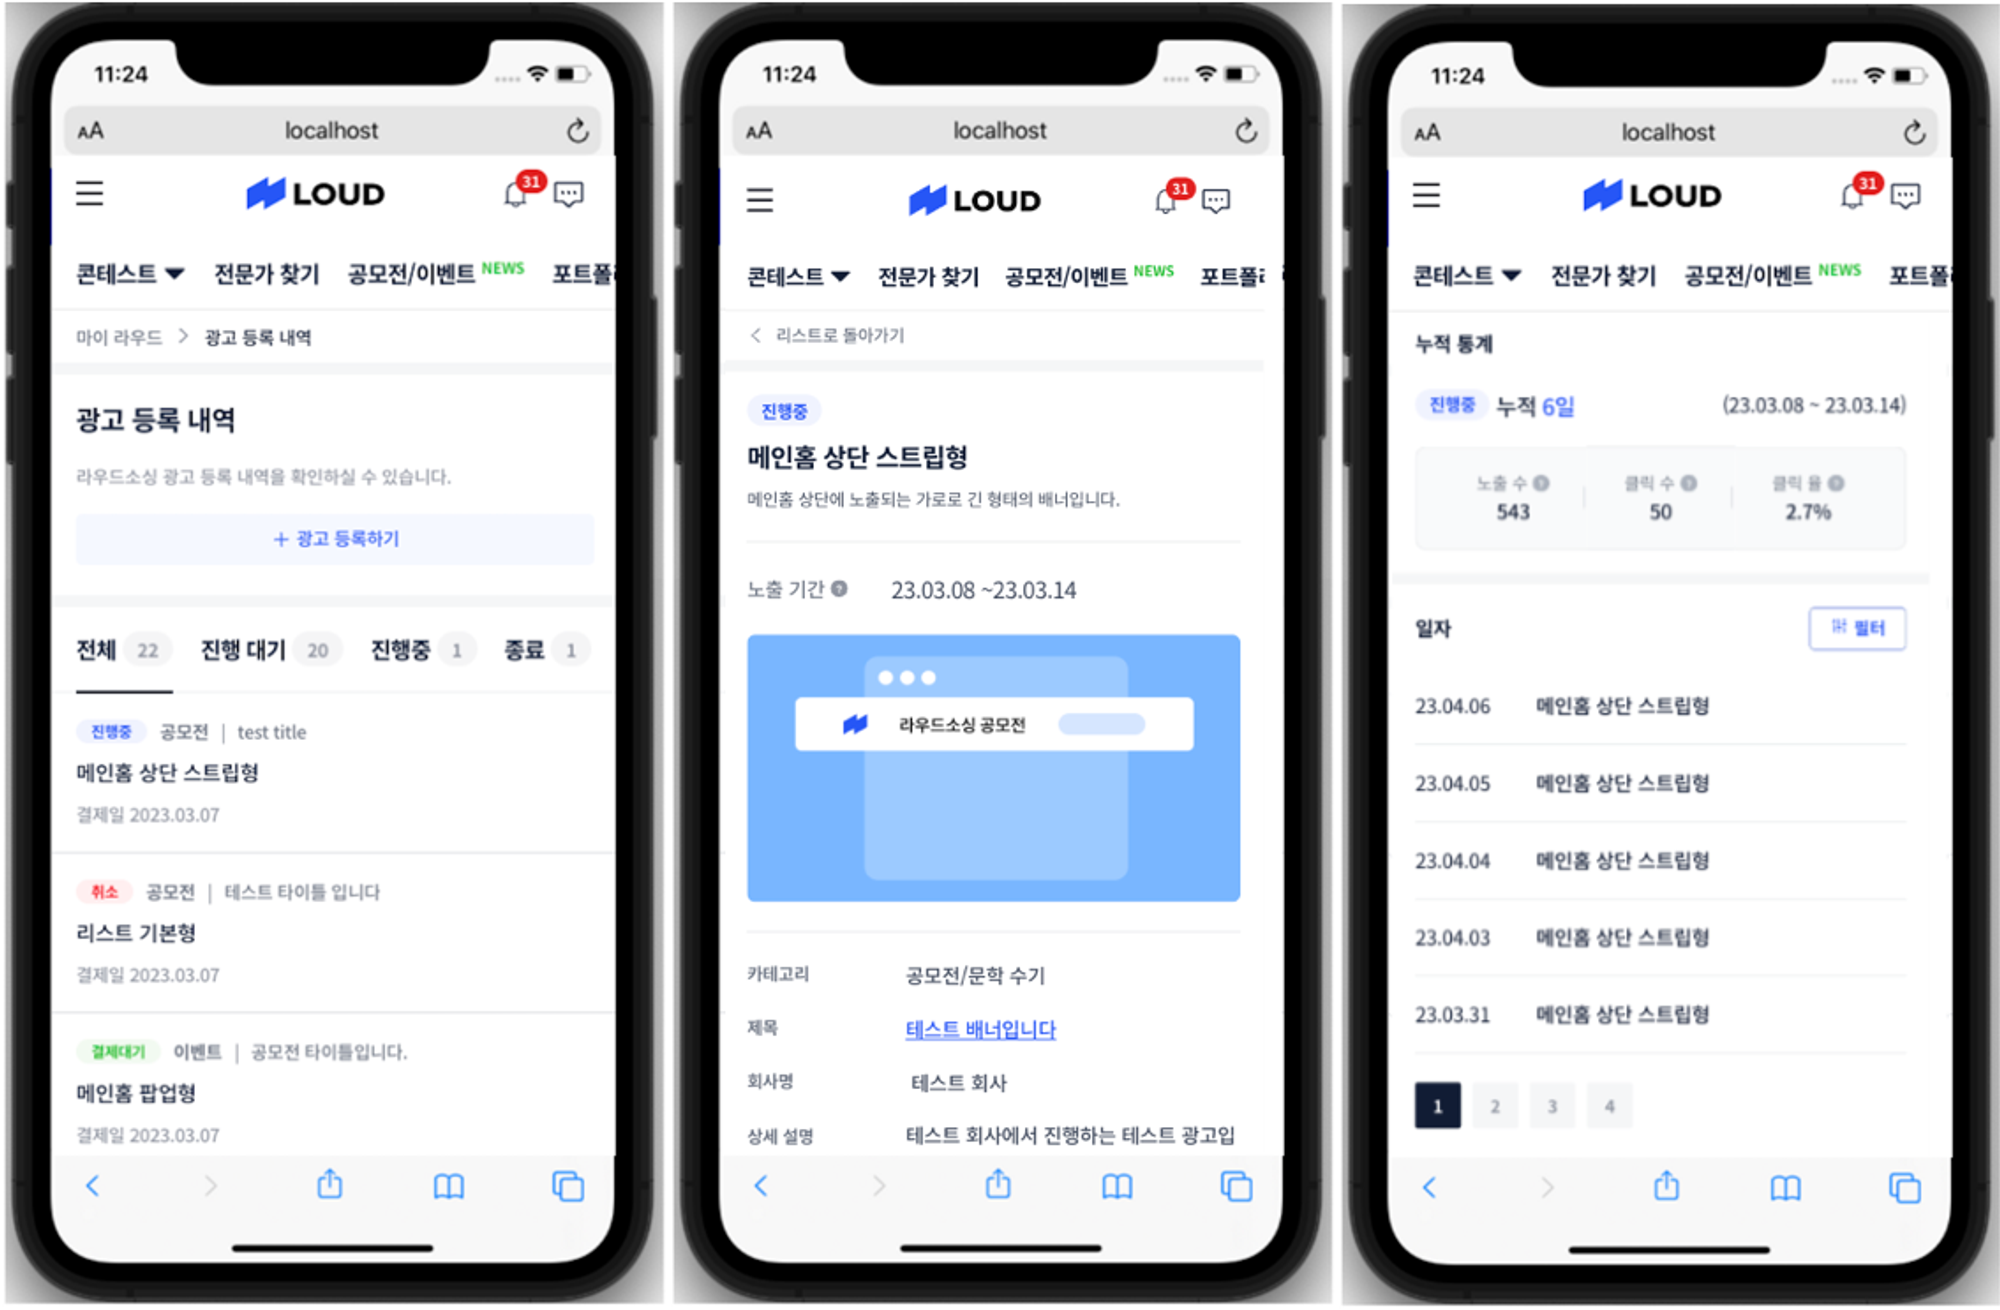 11:24
AA localhost
LOUD 31
콘테스트 전문가 찾기 공모전/이벤트 NEWS 포트폴
마이 라우드 > 광고 등록 내역
광고 등록 내역
라우드소싱 광고 등록 내역을 확인하실 수 있습니다.
+ 광고 등록하기
전체 22 진행 대기 20 진행중 1 종료 1
진행중 공모전 | test title
메인홈 상단 스트립형
결제일 2023.03.07
취소 공모전 | 테스트 타이틀 입니다
리스트 기본형
결제일 2023.03.07
결제대기 이벤트 | 공모전 타이틀입니다.
메인홈 팝업형
결제일 2023.03.07
11:24
AA localhost
LOUD 31
콘테스트 전문가 찾기 공모전/이벤트 NEWS 포트폴
< 리스트로 돌아가기
진행중
메인홈 상단 스트립형
메인홈 상단에 노출되는 가로로 긴 형태의 배너입니다.
노출 기간 ? 23.03.08 ~23.03.14
라우드소싱 공모전
카테고리 공모전/문학 수기
제목 테스트 배너입니다
회사명 테스트 회사
상세 설명 테스트 회사에서 진행하는 테스트 광고입
11:24
AA localhost
LOUD 31
콘테스트 전문가 찾기 공모전/이벤트 NEWS 포트폴
누적 통계
진행중 누적 6일 (23.03.08 ~ 23.03.14)
노출 수 ? 클릭 수 ? 클릭 율 ?
543 50 2.7%
일자 필터
23.04.06 메인홈 상단 스트립형
23.04.05 메인홈 상단 스트립형
23.04.04 메인홈 상단 스트립형
23.04.03 메인홈 상단 스트립형
23.03.31 메인홈 상단 스트립형
1 2 3 4